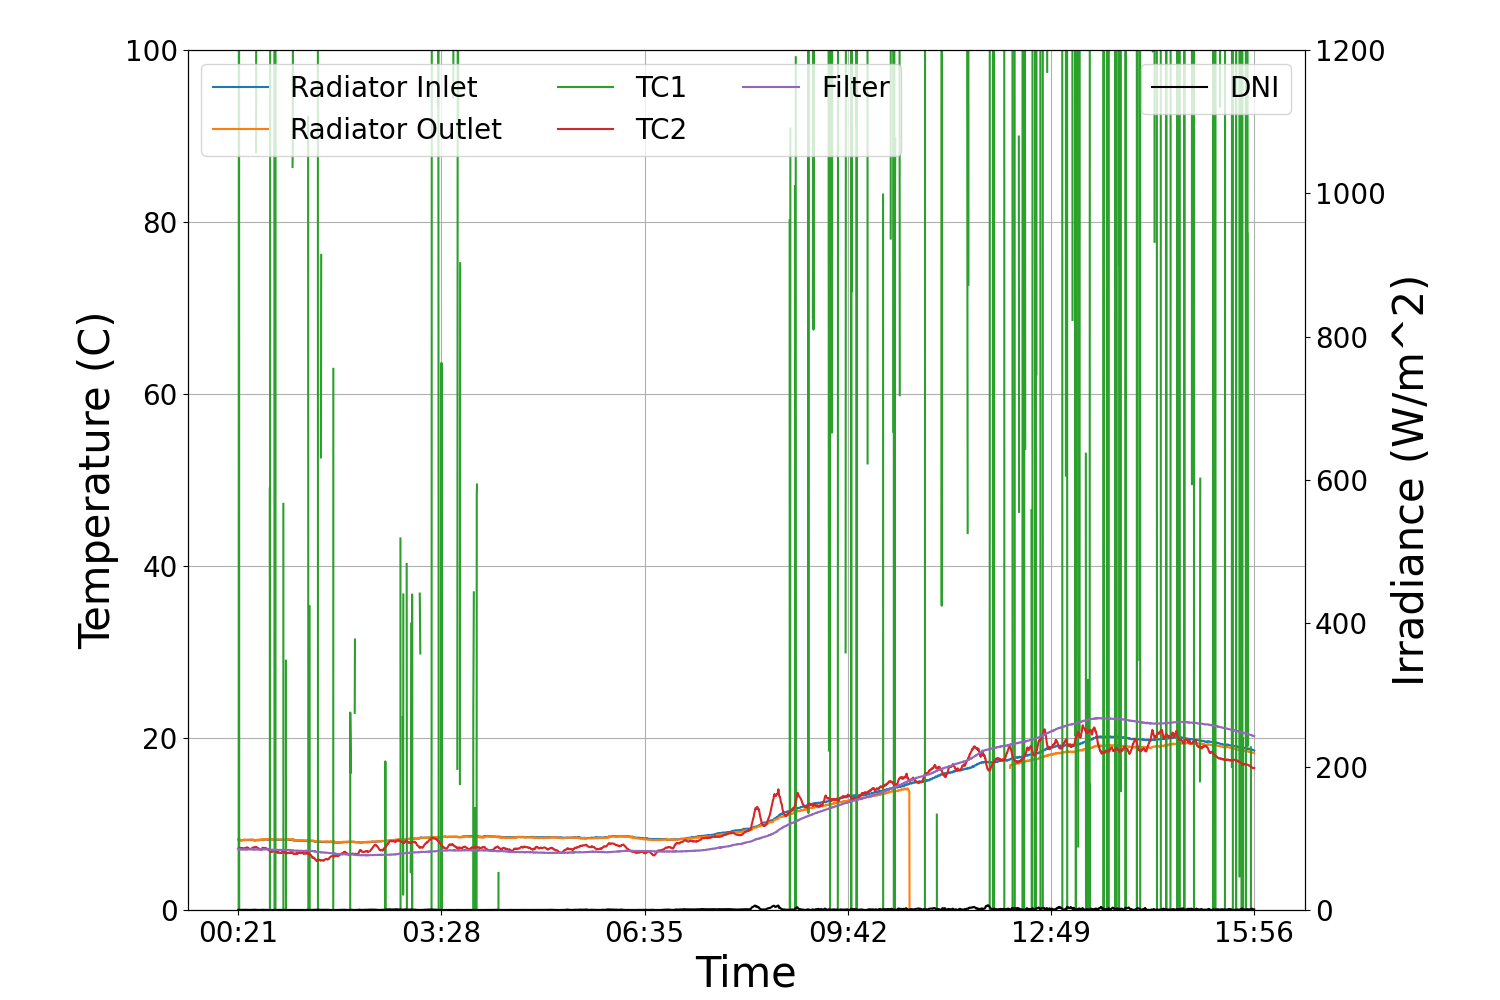 100
80
60
40
20
0
Temperature (C)
Radiator Inlet
Radiator Outlet
TC1
TC2
Filter
DNI
1200
1000
800
600
400
200
0
Irradiance (W/m^2)
00:21 03:28 06:35 09:42 12:49 15:56
Time